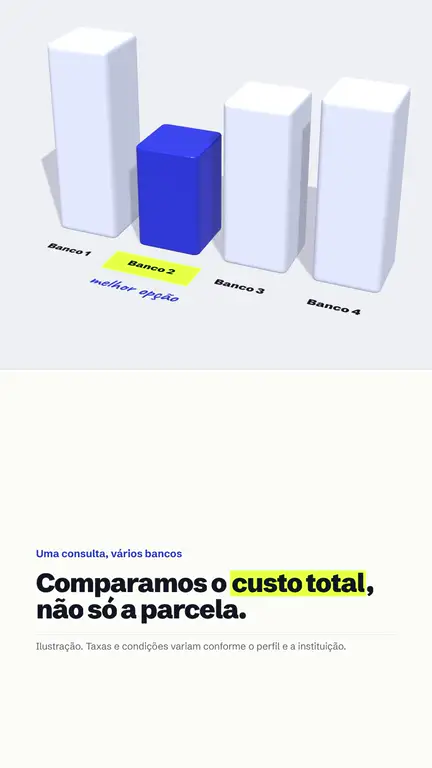 Banco 1
Banco 2
melhor opção
Banco 3
Banco 4
Uma consulta, vários bancos
Comparamos o custo total,
não só a parcela.
Ilustração. Taxas e condições variam conforme o perfil e a instituição.